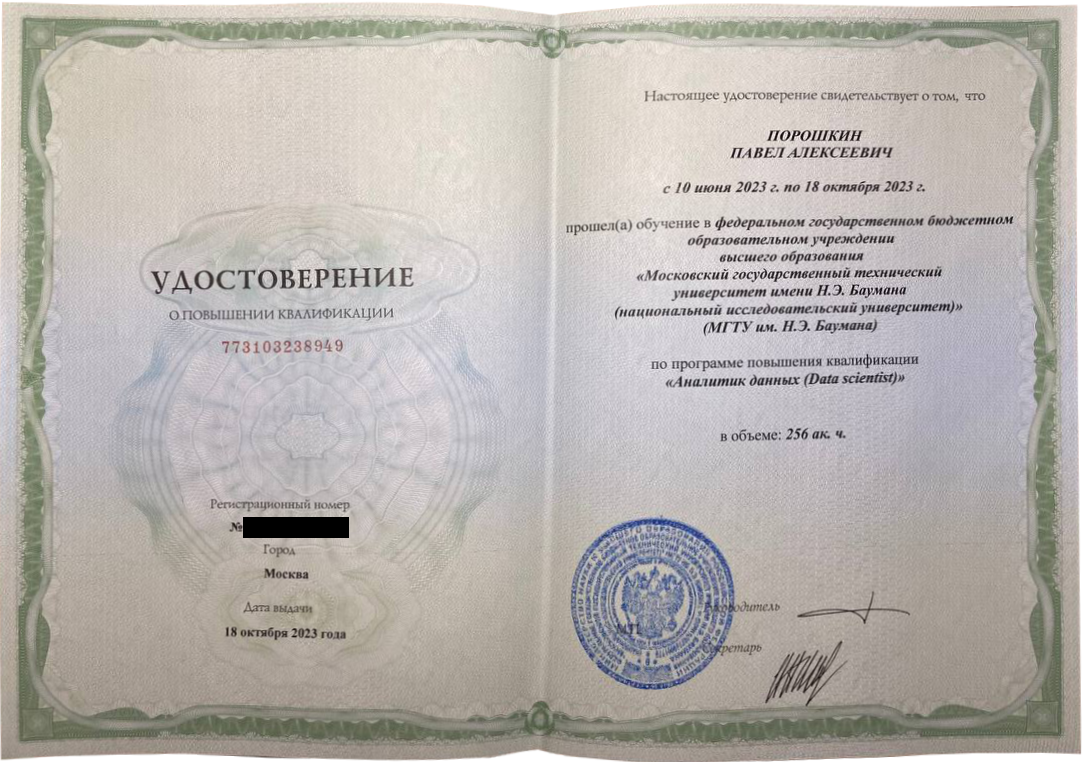 УДОСТОВЕРЕНИЕ
О ПОВЫШЕНИИ КВАЛИФИКАЦИИ
773103238949
Регистрационный номер
№
Город
Москва
Дата выдачи
18 октября 2023 года
Настоящее удостоверение свидетельствует о том, что
ПОРОШКИН
ПАВЕЛ АЛЕКСЕЕВИЧ
с 10 июня 2023 г. по 18 октября 2023 г.
прошел(а) обучение в федеральном государственном бюджетном
образовательном учреждении
высшего образования
«Московский государственный технический
университет имени Н.Э. Баумана
(национальный исследовательский университет)»
(МГТУ им. Н.Э. Баумана)
по программе повышения квалификации
«Аналитик данных (Data scientist)»
в объеме: 256 ак. ч.
Руководитель
МП
Секретарь